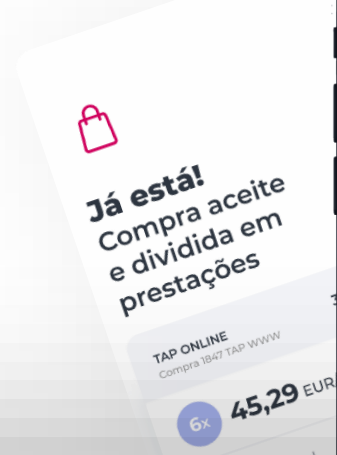 Já está!
Compra aceite
e dividida em
prestações
TAP ONLINE
Compra 1847 TAP WWW
6x
45,29 EUR/